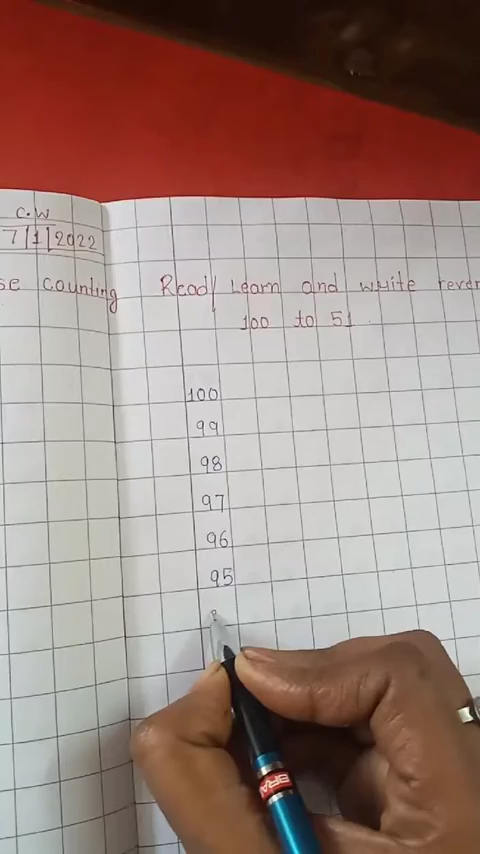 C.W
7|1|2022
se counting
Read/ Learn and write rever
100 to 51
100
99
98
97
96
95
BRA